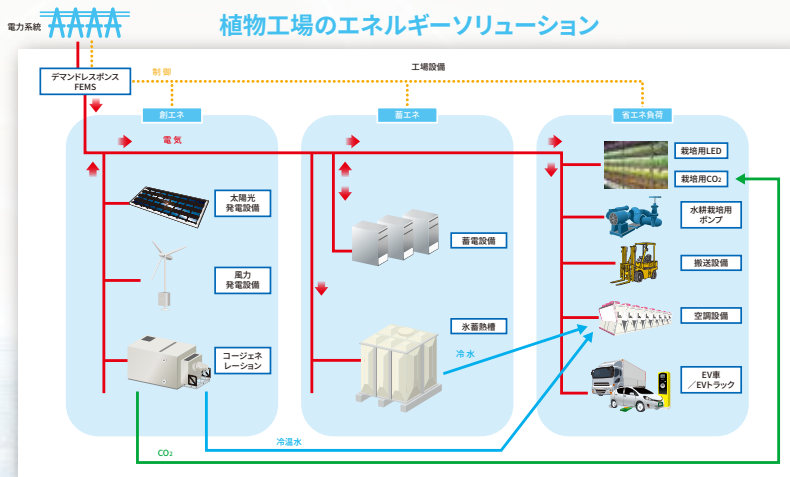 植物工場のエネルギーソリューション
電力系統
デマンドレスポンス
FEMS
制御
工場設備
創エネ
蓄エネ
省エネ負荷
電気
太陽光
発電設備
風力
発電設備
コージェネ
レーション
蓄電設備
氷蓄熱槽
冷水
栽培用LED
栽培用CO2
水耕栽培用
ポンプ
搬送設備
空調設備
EV車
／EVトラック
冷温水
CO2